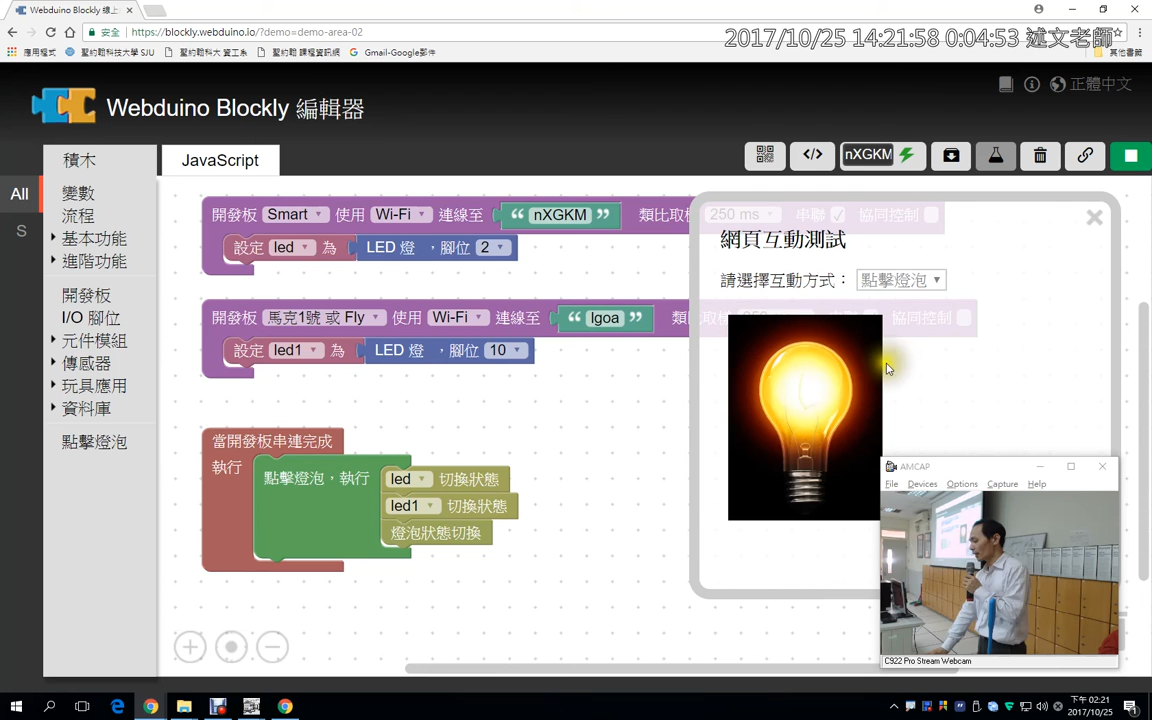 Webduino Blockly 線上
安全 | https://blockly.webduino.io/?demo=demo-area-02
2017/10/25 14:21:58 0:04:53 述文老師
應用程式 聖約翰科技大學 SJU 聖約翰科大 資工系 聖約翰 課程資訊網 Gmail-Google郵件 其他書籤
Webduino Blockly 編輯器
正體中文
積木
JavaScript
</>
nXGKM
All
S
變數
流程
基本功能
進階功能
開發板
I/O 腳位
元件模組
傳感器
玩具應用
資料庫
點擊燈泡
開發板 Smart 使用 Wi-Fi 連線至 “ nXGKM ” 類比取樣 250 ms 串聯 協同控制
設定 led 為 LED 燈 ，腳位 2
開發板 馬克1號 或 Fly 使用 Wi-Fi 連線至 “ lgoa ” 協同控制
設定 led1 為 LED 燈 ，腳位 10
當開發板串連完成
執行
點擊燈泡，執行
led 切換狀態
led1 切換狀態
燈泡狀態切換
網頁互動測試
請選擇互動方式： 點擊燈泡
AMCAP
File Devices Options Capture Help
C922 Pro Stream Webcam
下午 02:21
2017/10/25